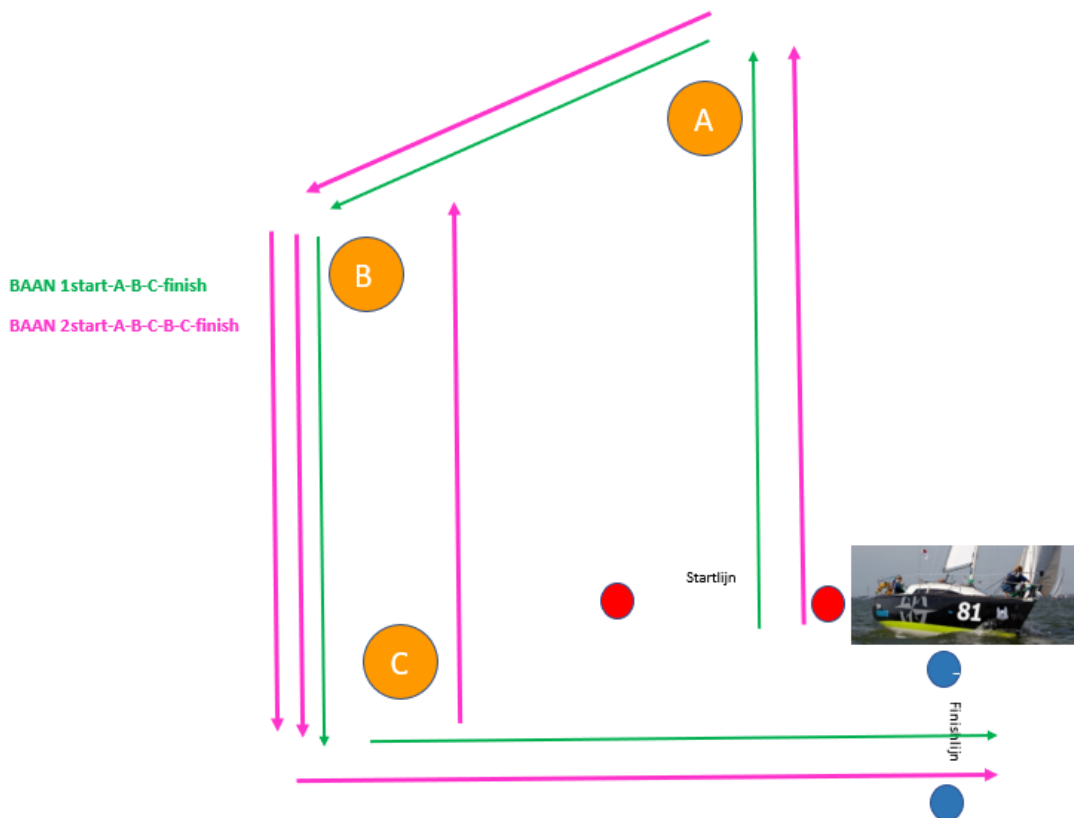 A
B
BAAN 1start-A-B-C-finish
BAAN 2start-A-B-C-B-C-finish
Startlijn
81
C
Finishlijn